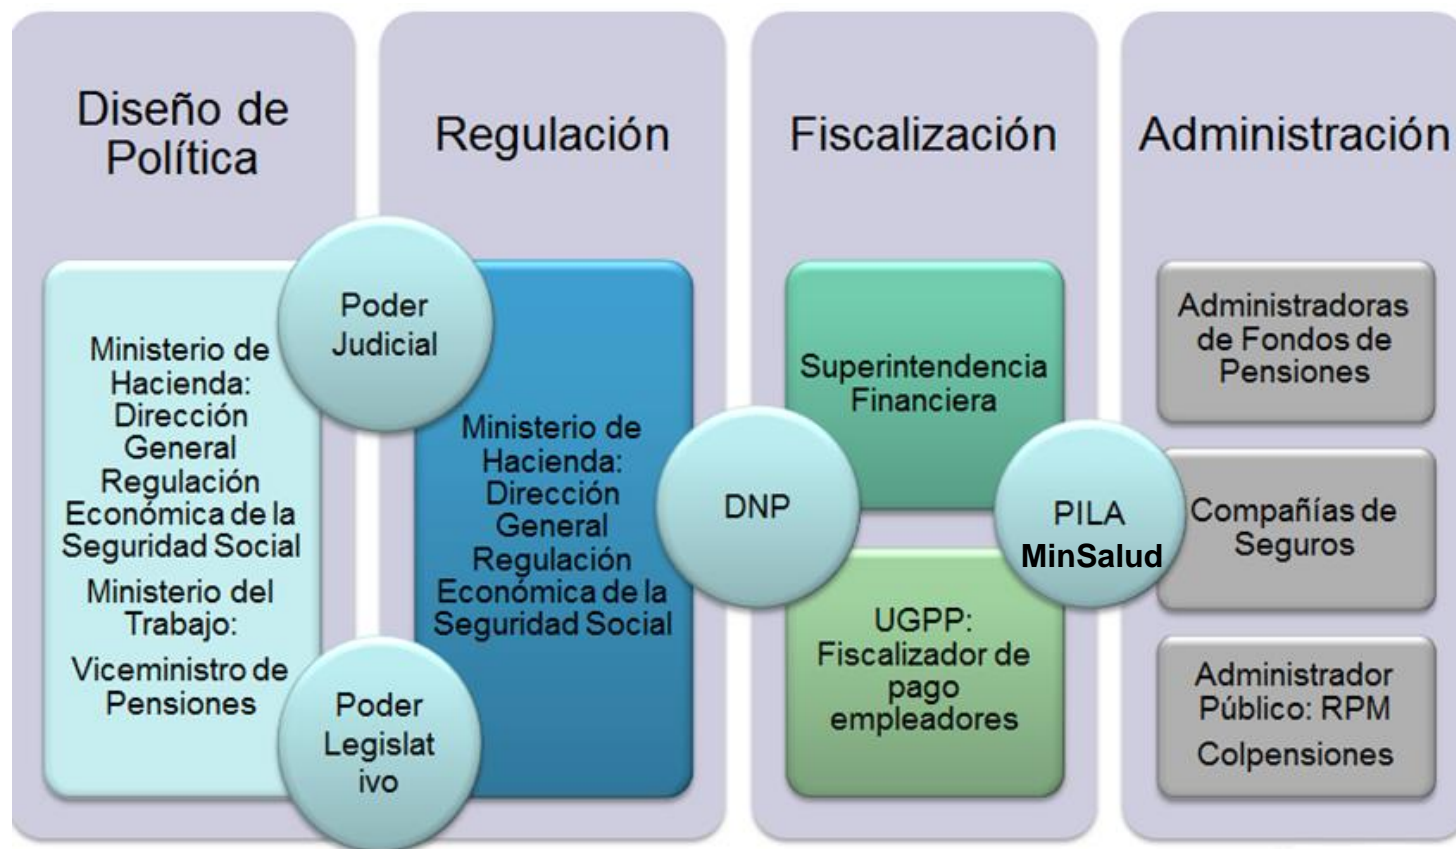 Diseño de
Política
Ministerio de
Hacienda:
Dirección
General
Regulación
Económica de la
Seguridad Social
Ministerio del
Trabajo:
Viceministro de
Pensiones
Poder
Judicial
Poder
Legislat
ivo
Regulación
Ministerio de
Hacienda:
Dirección
General
Regulación
Económica de la
Seguridad Social
DNP
Fiscalización
Superintendencia
Financiera
UGPP:
Fiscalizador de
pago
empleadores
PILA
MinSalud
Administración
Administradoras
de Fondos de
Pensiones
Compañías de
Seguros
Administrador
Público: RPM
Colpensiones